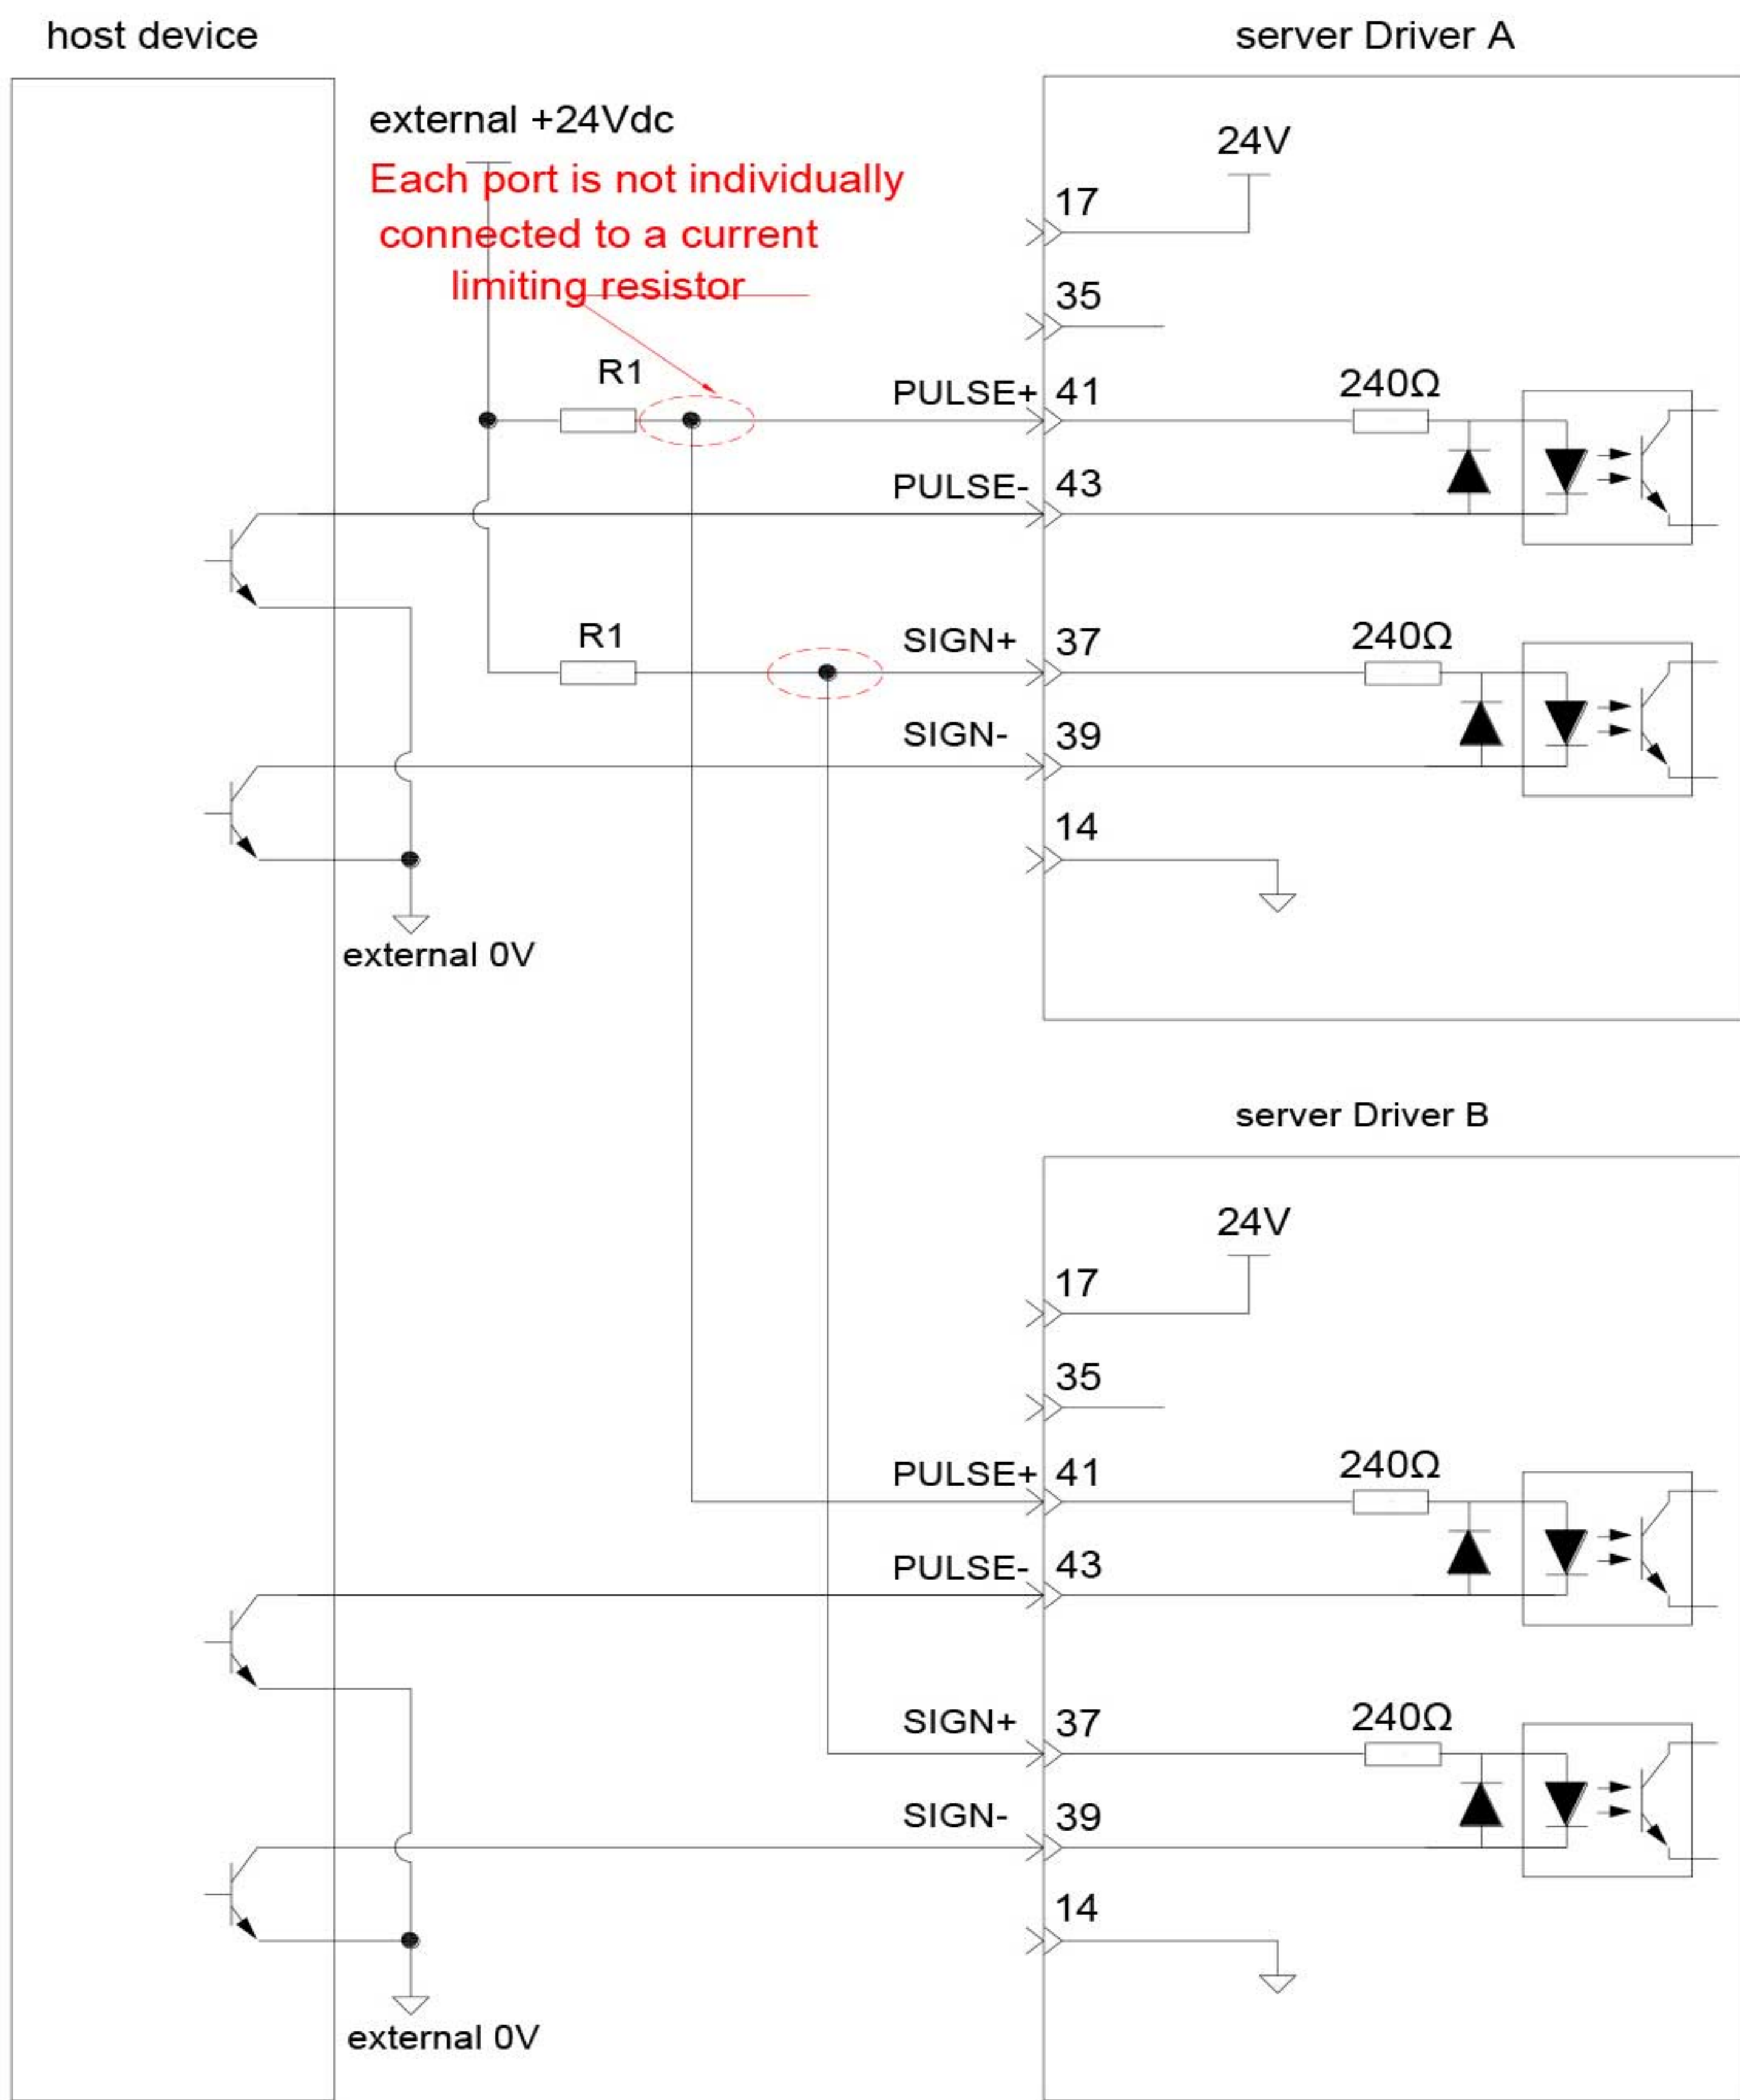 host device
server Driver A
external +24Vdc
Each port is not individually
connected to a current
limiting resistor
24V
17
35
R1
PULSE+
41
240Ω
PULSE-
43
R1
SIGN+
37
240Ω
SIGN-
39
14
external 0V
server Driver B
24V
17
35
PULSE+
41
240Ω
PULSE-
43
SIGN+
37
240Ω
SIGN-
39
14
external 0V